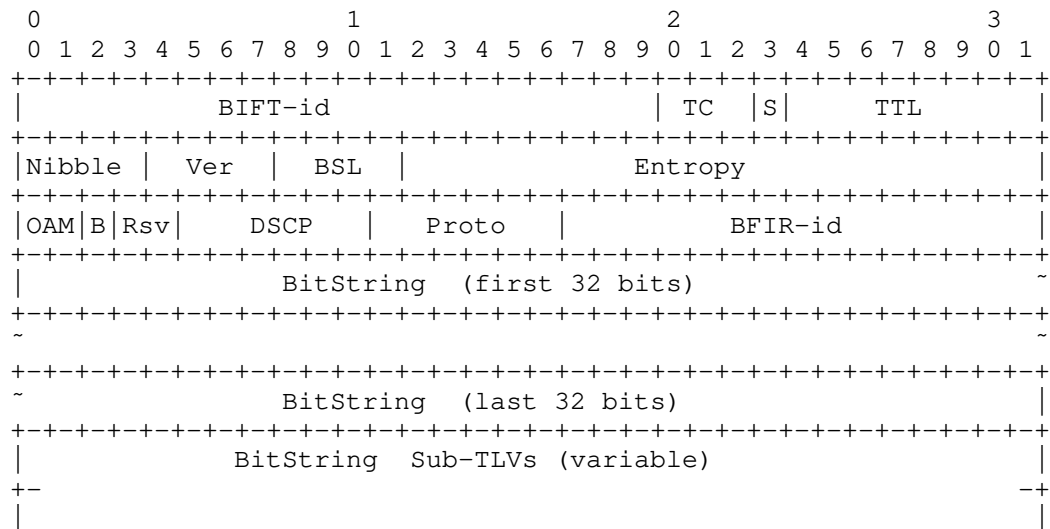 0                   1                   2                   3
 0 1 2 3 4 5 6 7 8 9 0 1 2 3 4 5 6 7 8 9 0 1 2 3 4 5 6 7 8 9 0 1
+-+-+-+-+-+-+-+-+-+-+-+-+-+-+-+-+-+-+-+-+-+-+-+-+-+-+-+-+-+-+-+-+
|            BIFT-id                    | TC  |S|     TTL       |
+-+-+-+-+-+-+-+-+-+-+-+-+-+-+-+-+-+-+-+-+-+-+-+-+-+-+-+-+-+-+-+-+
|Nibble |  Ver  |  BSL  |              Entropy                  |
+-+-+-+-+-+-+-+-+-+-+-+-+-+-+-+-+-+-+-+-+-+-+-+-+-+-+-+-+-+-+-+-+
|OAM|B|Rsv|    DSCP   |   Proto   |          BFIR-id            |
+-+-+-+-+-+-+-+-+-+-+-+-+-+-+-+-+-+-+-+-+-+-+-+-+-+-+-+-+-+-+-+-+
|                BitString  (first 32 bits)                     ~
+-+-+-+-+-+-+-+-+-+-+-+-+-+-+-+-+-+-+-+-+-+-+-+-+-+-+-+-+-+-+-+-+
~                                                               ~
+-+-+-+-+-+-+-+-+-+-+-+-+-+-+-+-+-+-+-+-+-+-+-+-+-+-+-+-+-+-+-+-+
~                BitString  (last 32 bits)                      |
+-+-+-+-+-+-+-+-+-+-+-+-+-+-+-+-+-+-+-+-+-+-+-+-+-+-+-+-+-+-+-+-+
|             BitString  Sub-TLVs (variable)                    |
+-                                                             -+
|                                                               |